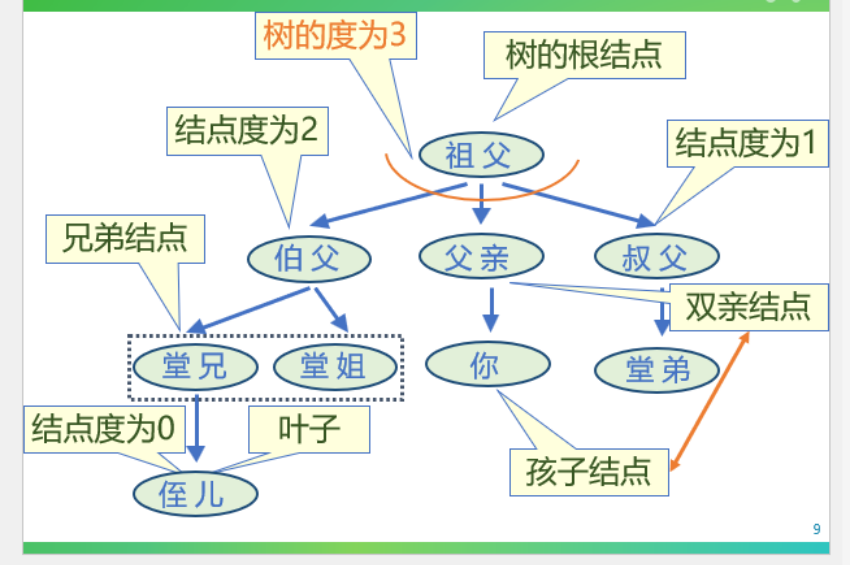 树的度为3
树的根结点
结点度为2
祖父
结点度为1
兄弟结点
伯父
父亲
叔父
双亲结点
堂兄
堂姐
你
堂弟
结点度为0
叶子
孩子结点
侄儿
9